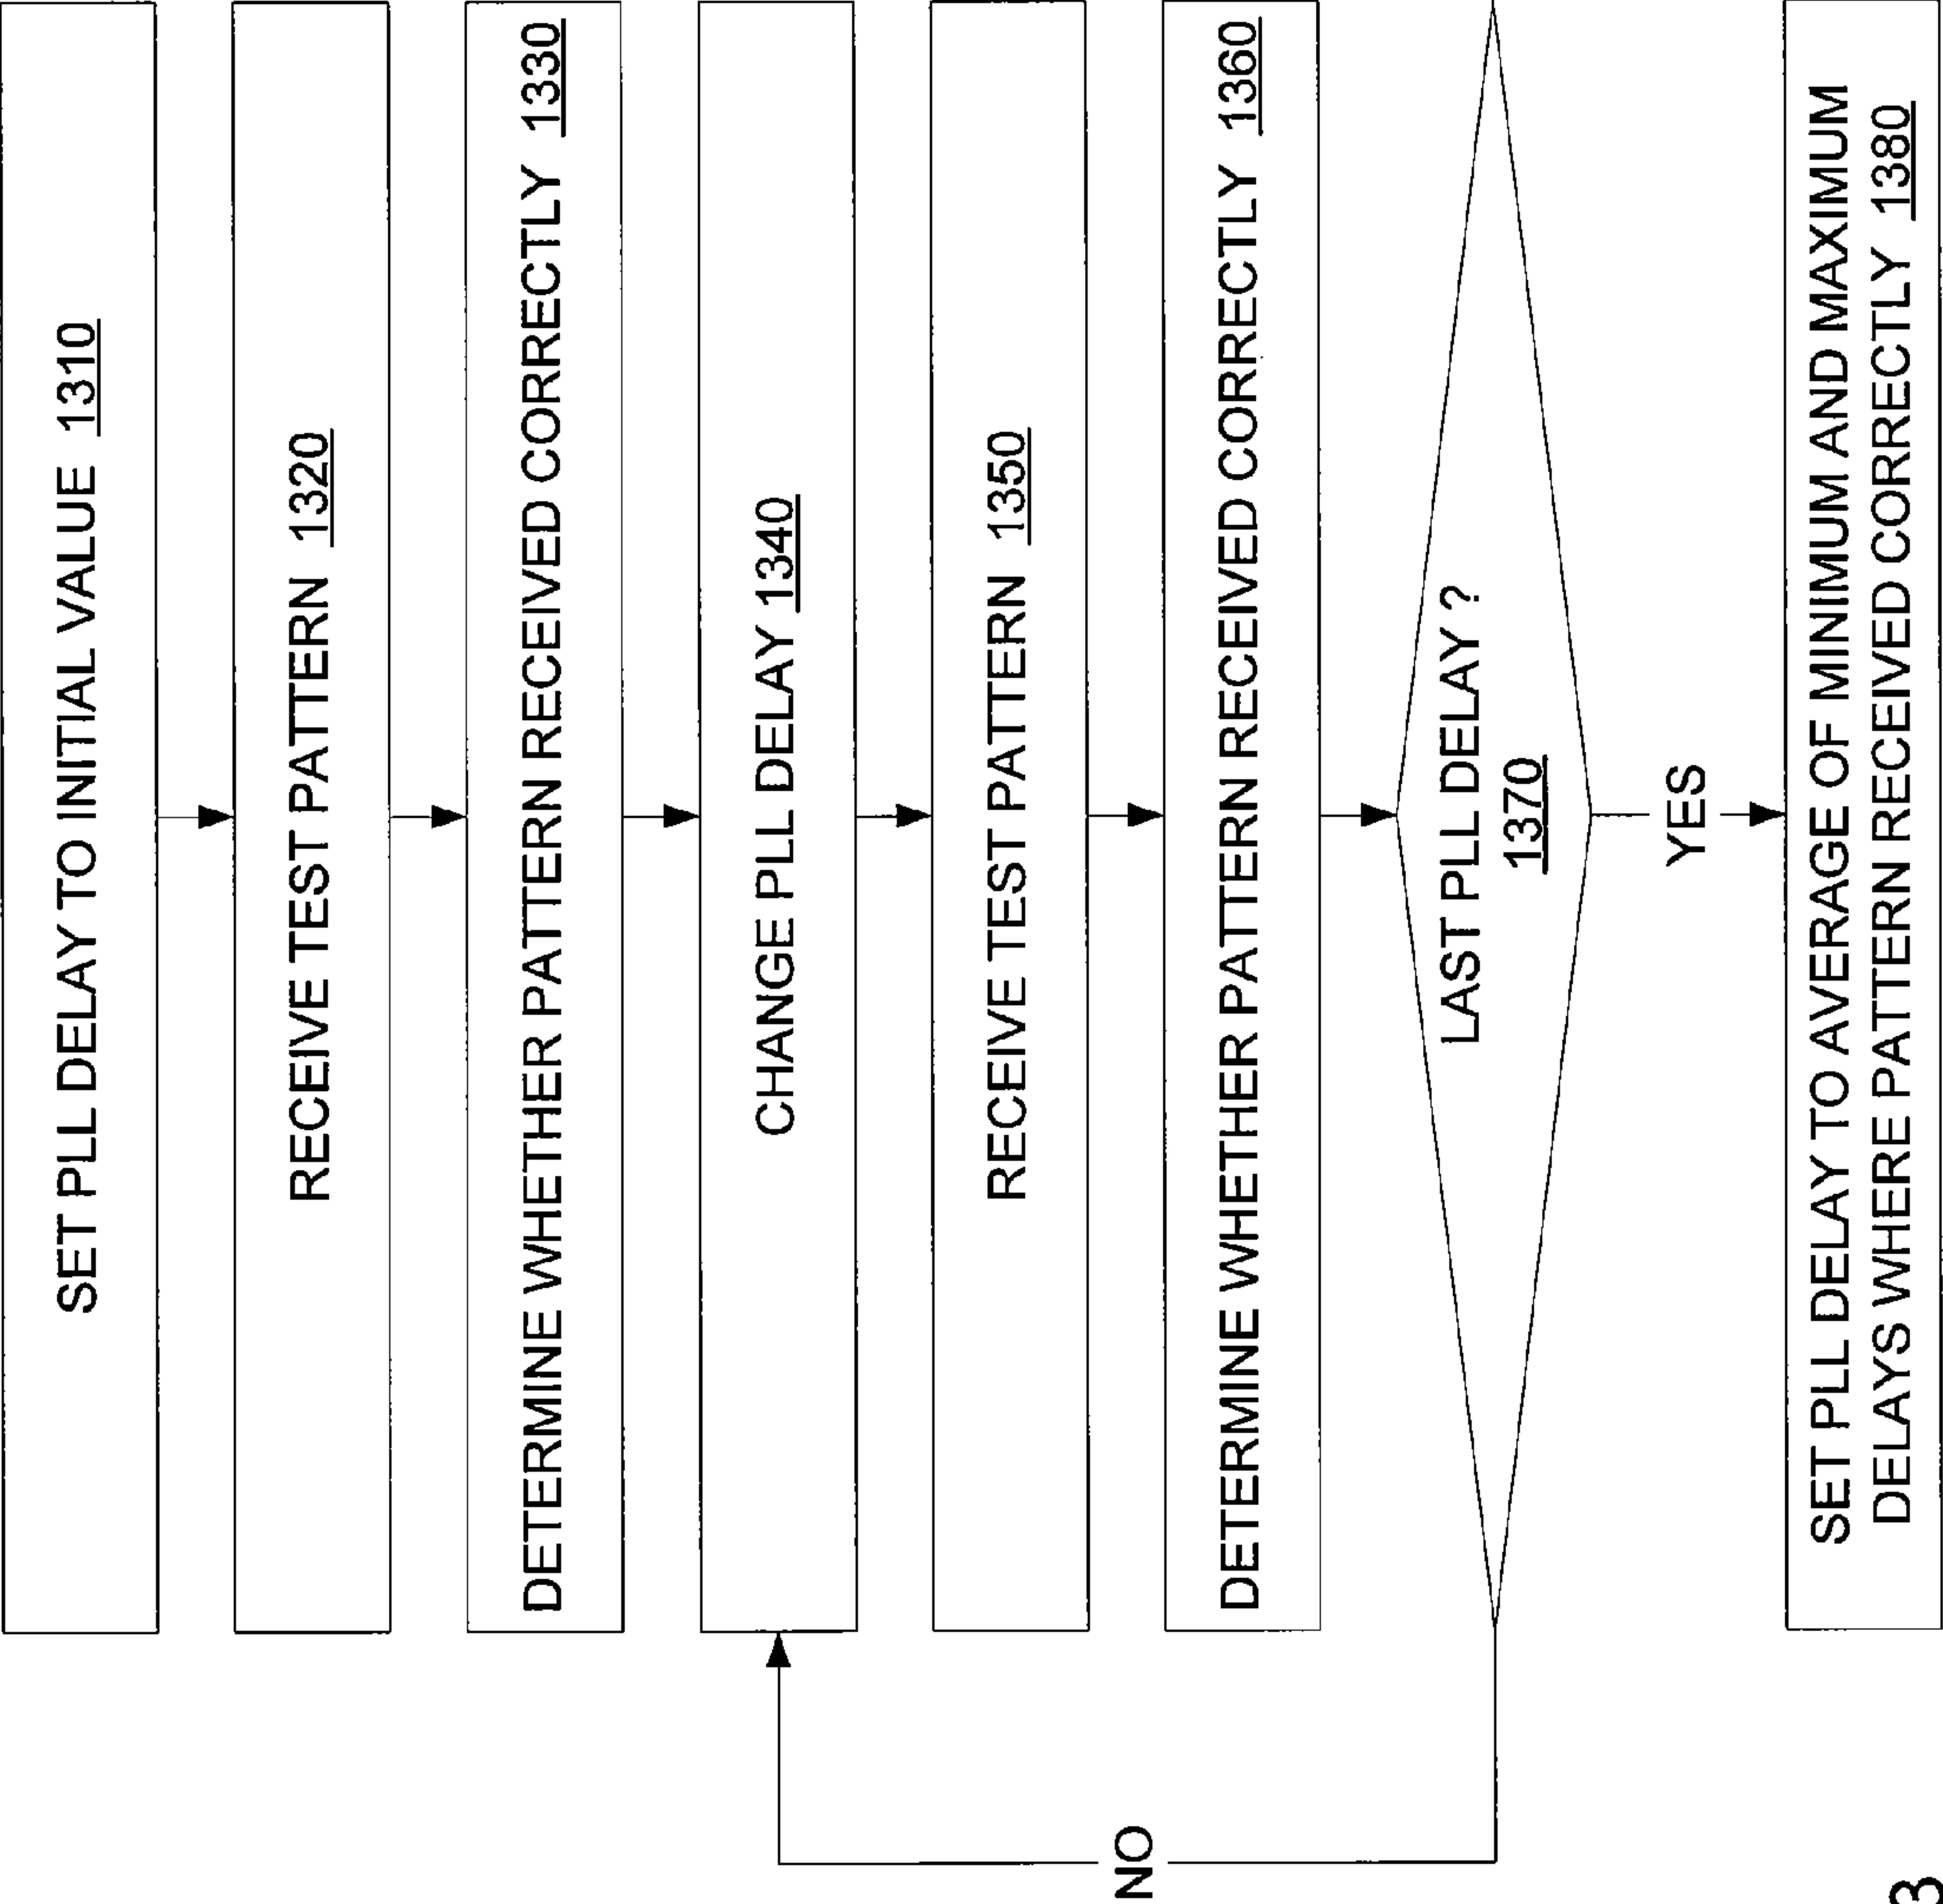 SET PLL DELAY TO INITIAL VALUE 1310
RECEIVE TEST PATTERN 1320
DETERMINE WHETHER PATTERN RECEIVED CORRECTLY 1330
CHANGE PLL DELAY 1340
RECEIVE TEST PATTERN 1350
DETERMINE WHETHER PATTERN RECEIVED CORRECTLY 1360
LAST PLL DELAY ?
1370
NO
YES
SET PLL DELAY TO AVERAGE OF MINIMUM AND MAXIMUM
DELAYS WHERE PATTERN RECEIVED CORRECTLY 1380